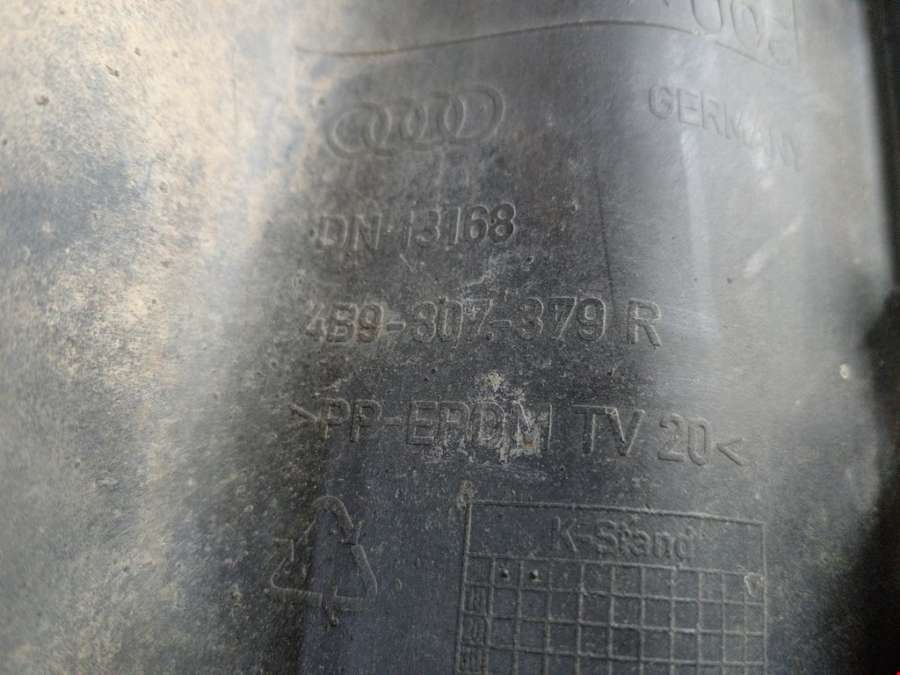 GERMANY
DN-13168
4B9-807-379 R
>PP-EPDM TV 20<
K-Stand